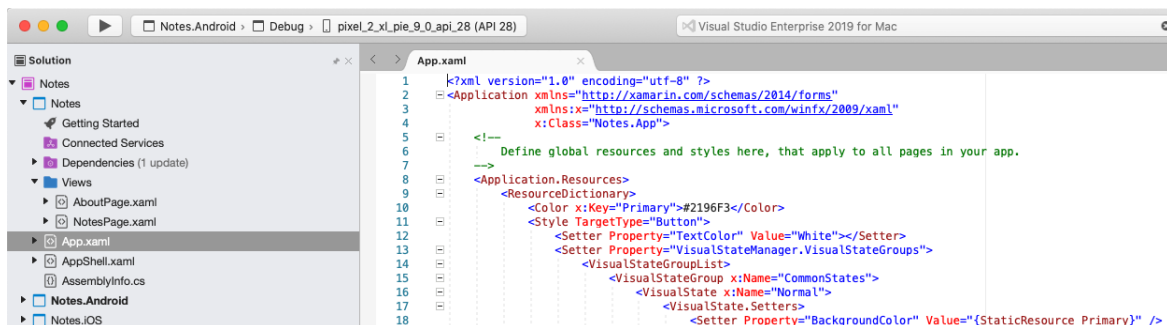 Notes.Android › Debug › pixel_2_xl_pie_9_0_api_28 (API 28)
Visual Studio Enterprise 2019 for Mac
Solution
Notes
Notes
Getting Started
Connected Services
Dependencies (1 update)
Views
AboutPage.xaml
NotesPage.xaml
App.xaml
AppShell.xaml
AssemblyInfo.cs
Notes.Android
Notes.iOS
App.xaml
1 <?xml version="1.0" encoding="utf-8" ?>
2 <Application xmlns="http://xamarin.com/schemas/2014/forms"
3 xmlns:x="http://schemas.microsoft.com/winfx/2009/xaml"
4 x:Class="Notes.App">
5 <!--
6 Define global resources and styles here, that apply to all pages in your app.
7 -->
8 <Application.Resources>
9 <ResourceDictionary>
10 <Color x:Key="Primary">#2196F3</Color>
11 <Style TargetType="Button">
12 <Setter Property="TextColor" Value="White"></Setter>
13 <Setter Property="VisualStateManager.VisualStateGroups">
14 <VisualStateGroupList>
15 <VisualStateGroup x:Name="CommonStates">
16 <VisualState x:Name="Normal">
17 <VisualState.Setters>
18 <Setter Property="BackgroundColor" Value="{StaticResource Primary}" />